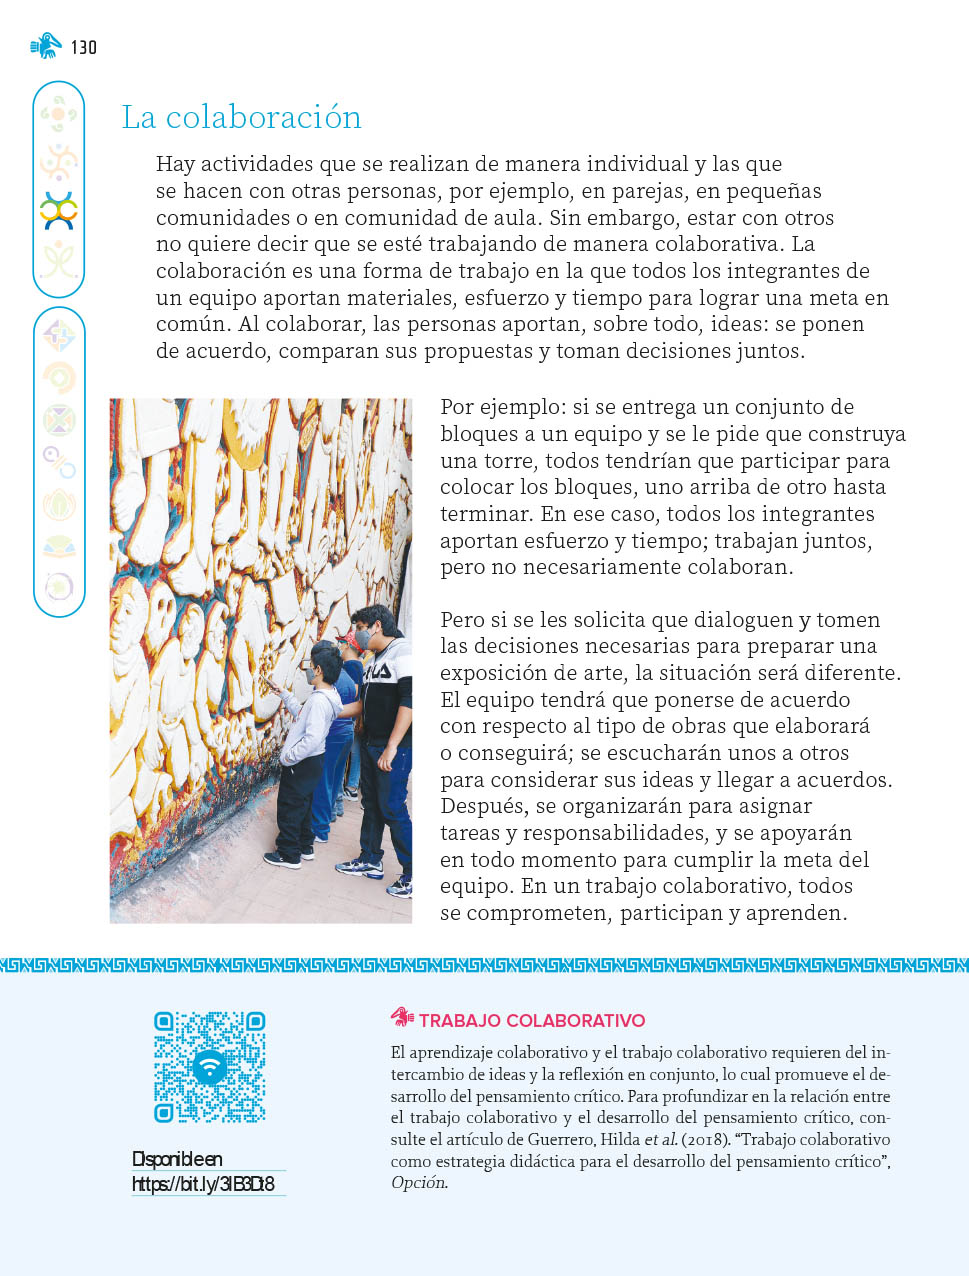 130
La colaboración
Hay actividades que se realizan de manera individual y las que
se hacen con otras personas, por ejemplo, en parejas, en pequeñas
comunidades o en comunidad de aula. Sin embargo, estar con otros
no quiere decir que se esté trabajando de manera colaborativa. La
colaboración es una forma de trabajo en la que todos los integrantes de
un equipo aportan materiales, esfuerzo y tiempo para lograr una meta en
común. Al colaborar, las personas aportan, sobre todo, ideas: se ponen
de acuerdo, comparan sus propuestas y toman decisiones juntos.
Por ejemplo: si se entrega un conjunto de
bloques a un equipo y se le pide que construya
una torre, todos tendrían que participar para
colocar los bloques, uno arriba de otro hasta
terminar. En ese caso, todos los integrantes
aportan esfuerzo y tiempo; trabajan juntos,
pero no necesariamente colaboran.
Pero si se les solicita que dialoguen y tomen
las decisiones necesarias para preparar una
exposición de arte, la situación será diferente.
El equipo tendrá que ponerse de acuerdo
con respecto al tipo de obras que elaborará
o conseguirá; se escucharán unos a otros
para considerar sus ideas y llegar a acuerdos.
Después, se organizarán para asignar
tareas y responsabilidades, y se apoyarán
en todo momento para cumplir la meta del
equipo. En un trabajo colaborativo, todos
se comprometen, participan y aprenden.
Disponible en
https://bit.ly/3IB3Dt8
TRABAJO COLABORATIVO
El aprendizaje colaborativo y el trabajo colaborativo requieren del in-
tercambio de ideas y la reflexión en conjunto, lo cual promueve el de-
sarrollo del pensamiento crítico. Para profundizar en la relación entre
el trabajo colaborativo y el desarrollo del pensamiento crítico, con-
sulte el artículo de Guerrero, Hilda et al. (2018). “Trabajo colaborativo
como estrategia didáctica para el desarrollo del pensamiento crítico”,
Opción.